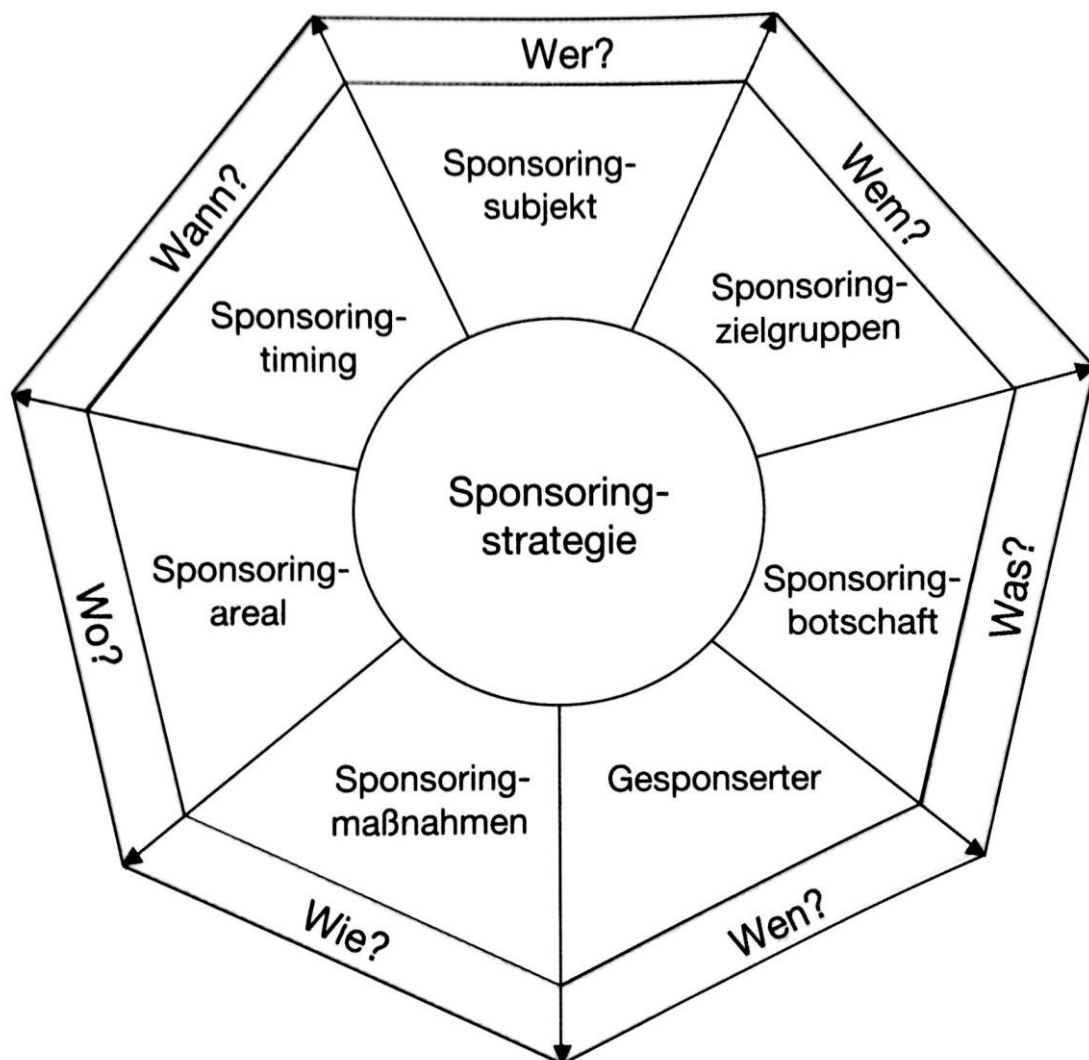 Wer?
Sponsoring-
subjekt
Wem?
Sponsoring-
zielgruppen
Was?
Sponsoring-
botschaft
Wen?
Gesponserter
Wie?
Sponsoring-
maßnahmen
Wo?
Sponsoring-
areal
Wann?
Sponsoring-
timing
Sponsoring-
strategie